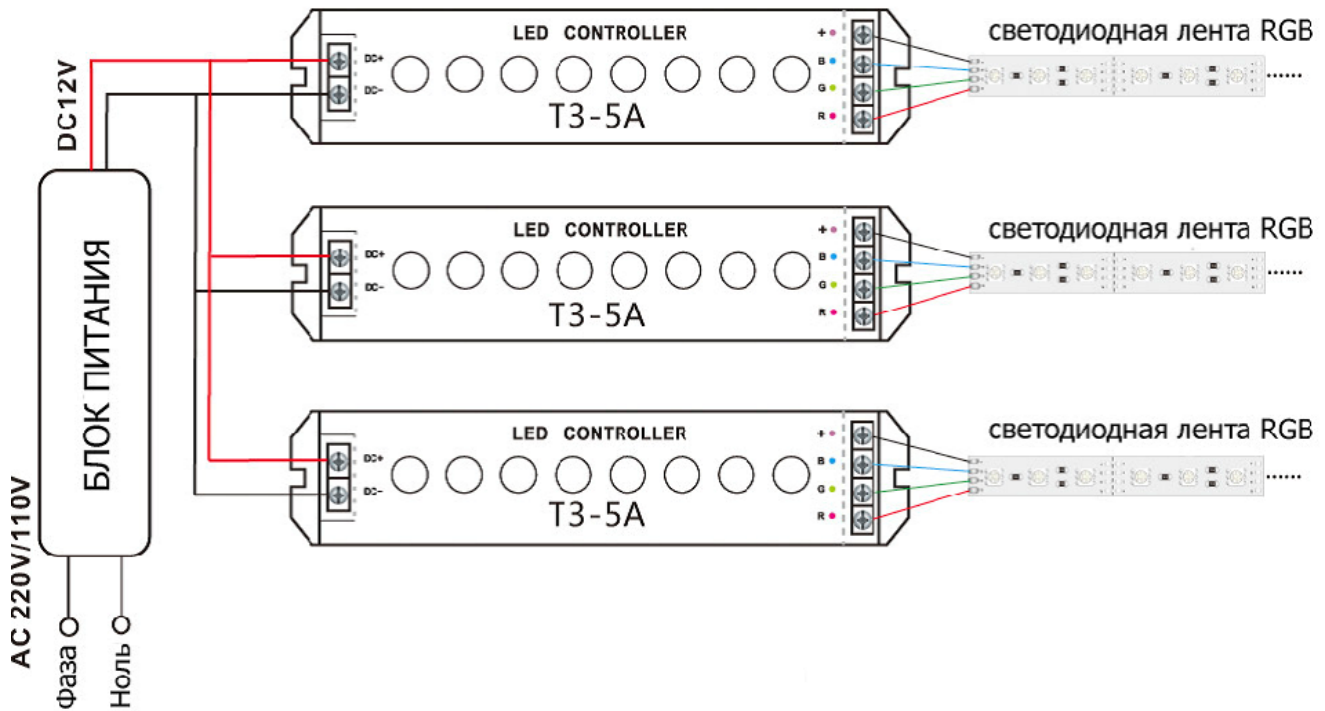 DC12V
БЛОК ПИТАНИЯ
AC 220V/110V
Фаза
Ноль
LED CONTROLLER
DC+
DC-
T3-5A
+
B
G
R
светодиодная лента RGB
LED CONTROLLER
DC+
DC-
T3-5A
+
B
G
R
светодиодная лента RGB
LED CONTROLLER
DC+
DC-
T3-5A
+
B
G
R
светодиодная лента RGB